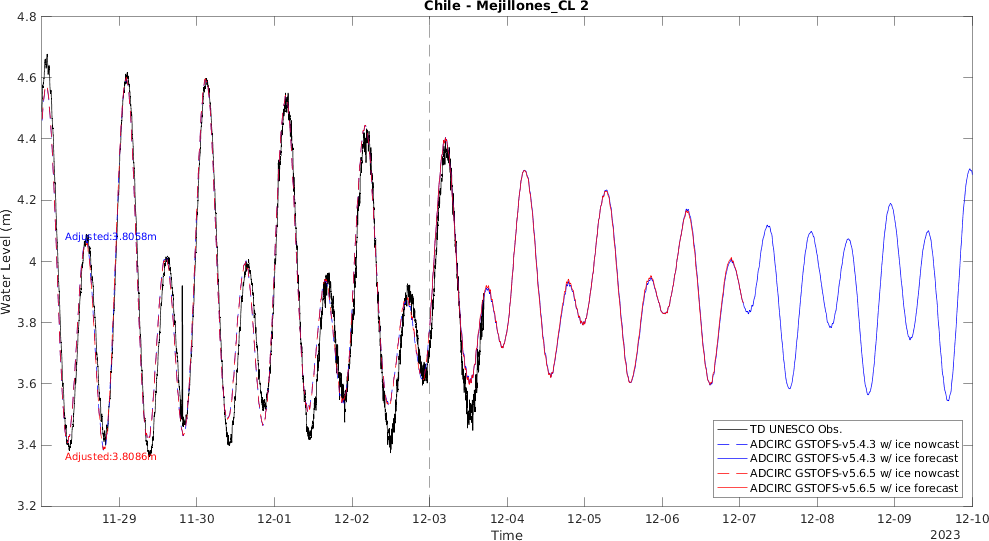 Chile - Mejillones_CL 2
4.8
4.6
4.4
4.2
4
3.8
3.6
3.4
3.2
Water Level (m)
Adjusted:3.8058m
Adjusted:3.8086m
TD UNESCO Obs.
ADCIRC GSTOFS-v5.4.3 w/ ice nowcast
ADCIRC GSTOFS-v5.4.3 w/ ice forecast
ADCIRC GSTOFS-v5.6.5 w/ ice nowcast
ADCIRC GSTOFS-v5.6.5 w/ ice forecast
11-29 11-30 12-01 12-02 12-03 12-04 12-05 12-06 12-07 12-08 12-09 12-10
Time 2023